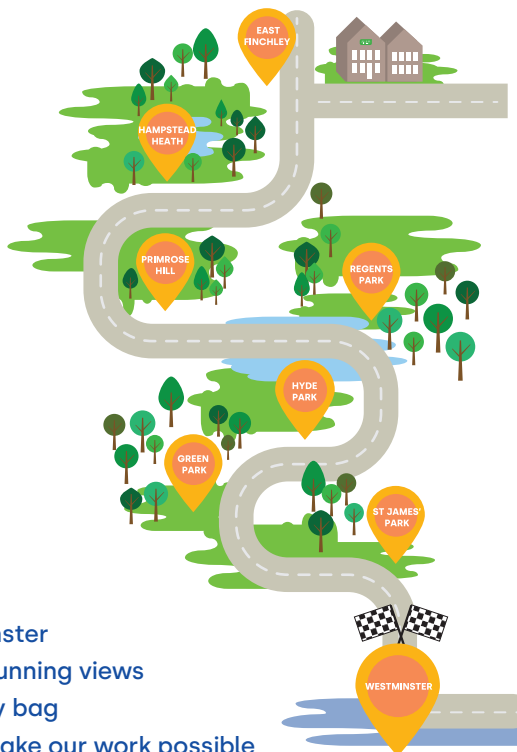 EAST
FINCHLEY
HAMPSTEAD
HEATH
PRIMROSE
HILL
REGENTS
PARK
HYDE
PARK
GREEN
PARK
ST JAMES'
PARK
WESTMINSTER
nster
unning views
y bag
ake our work possible